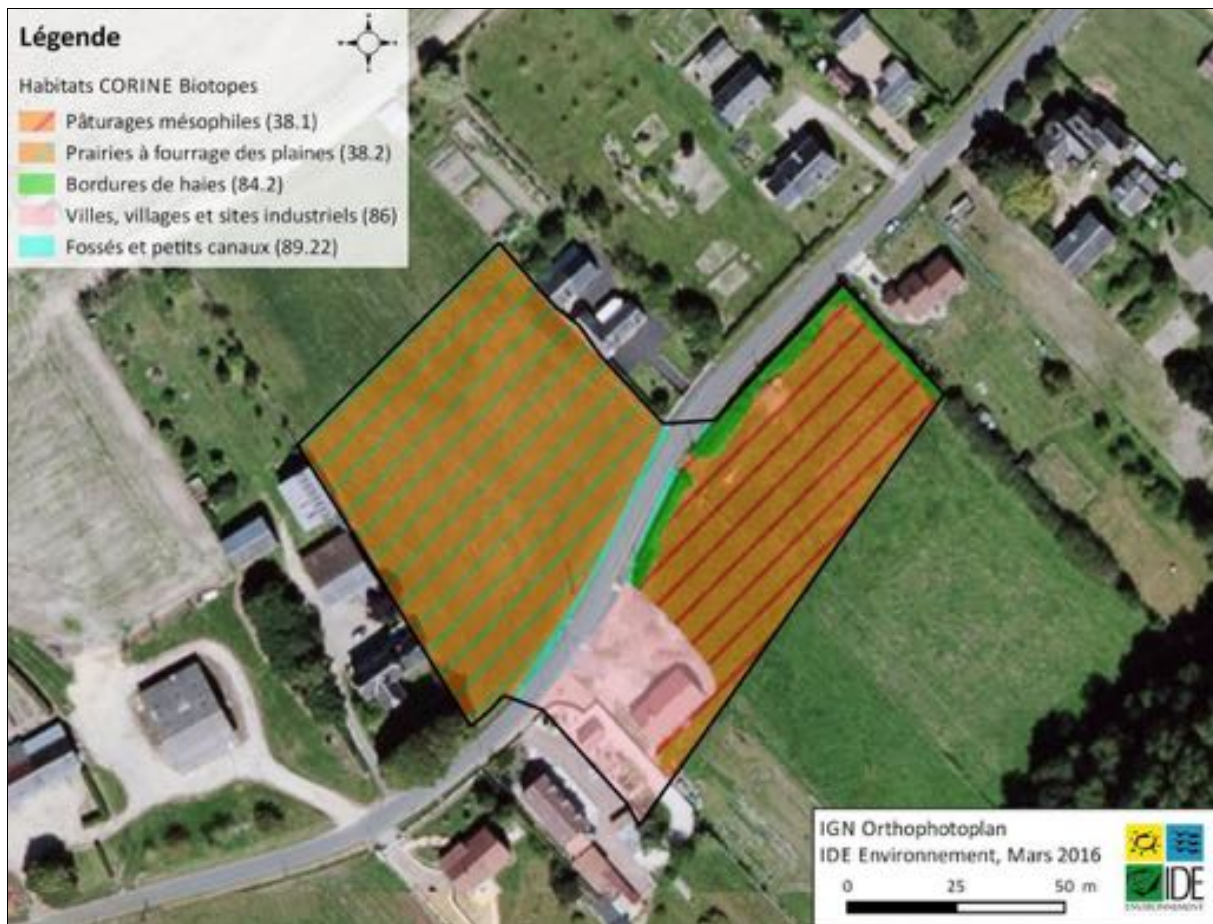 Légende
Habitats CORINE Biotopes
Pâturages mésophiles (38.1)
Prairies à fourrage des plaines (38.2)
Bordures de haies (84.2)
Villes, villages et sites industriels (86)
Fossés et petits canaux (89.22)
IGN Orthophotoplan
IDE Environnement, Mars 2016
0 25 50 m
IDE
ENVIRONNEMENT